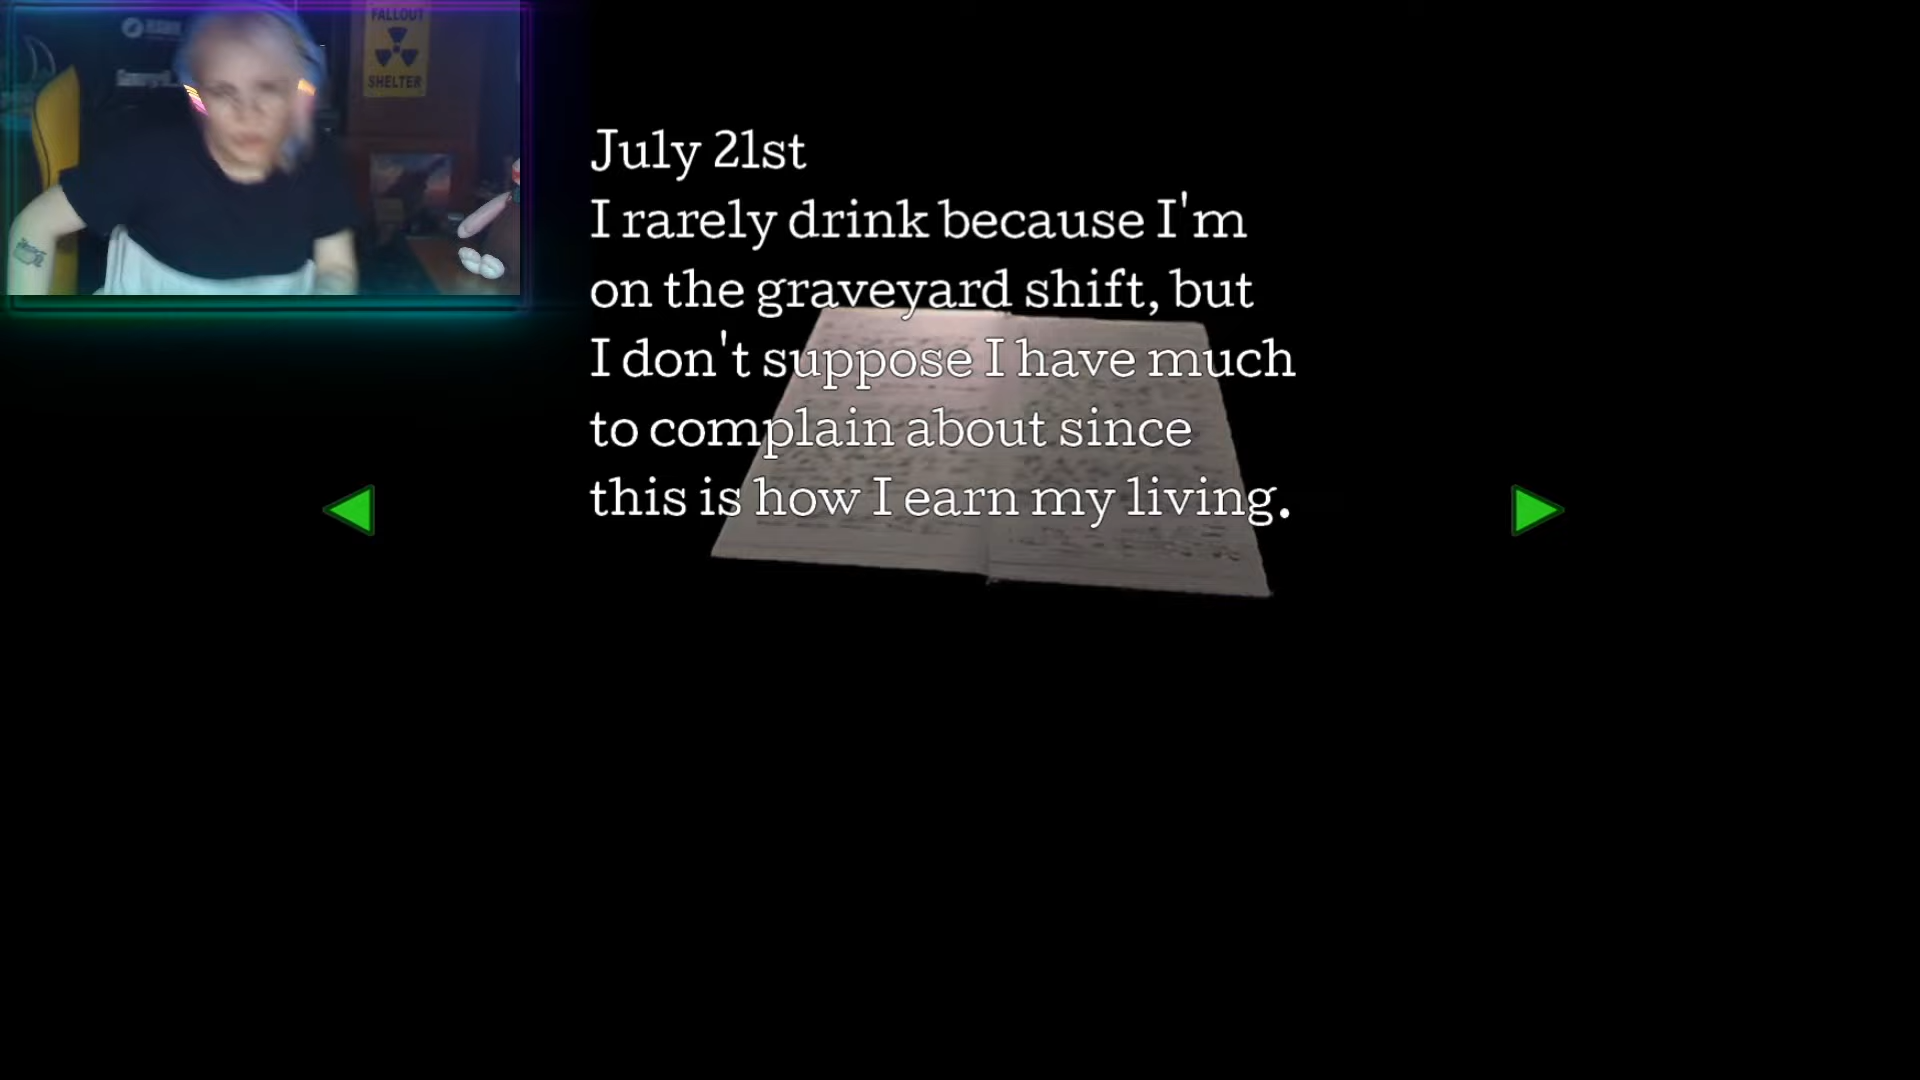 FALLOUT
SHELTER
July 21st
I rarely drink because I'm
on the graveyard shift, but
I don't suppose I have much
to complain about since
this is how I earn my living.